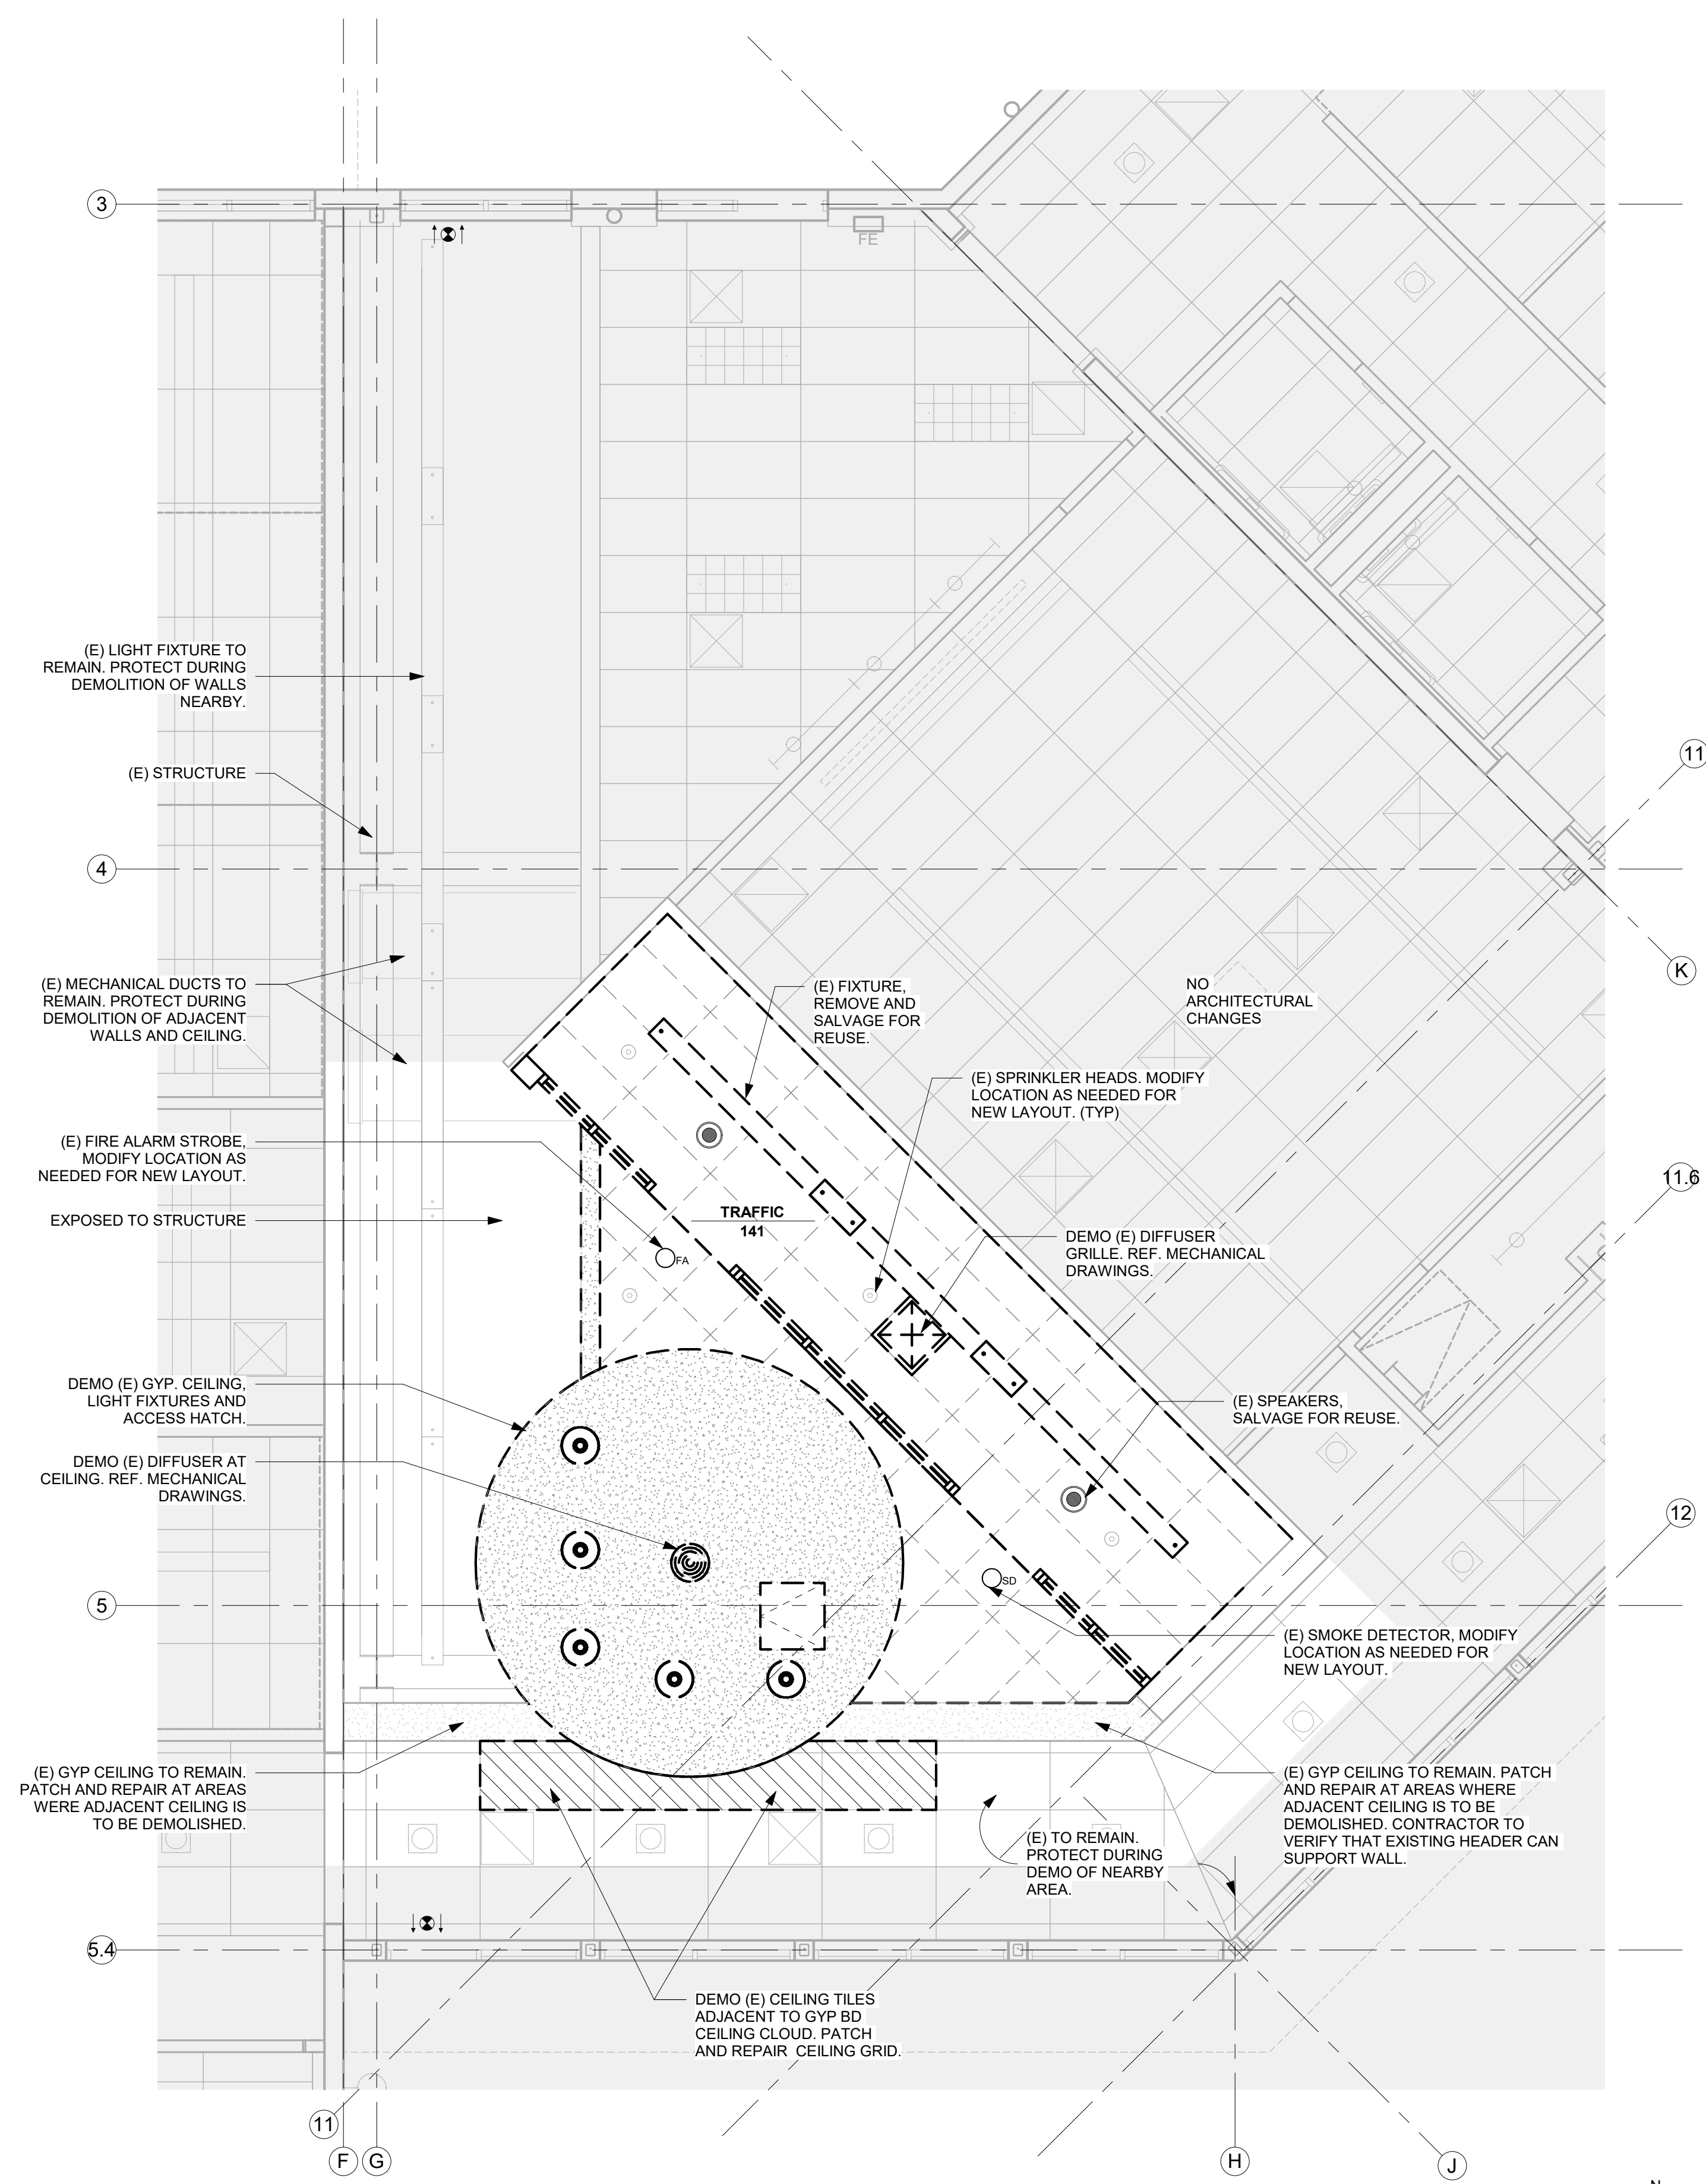 3
FE
(E) LIGHT FIXTURE TO
REMAIN. PROTECT DURING
DEMOLITION OF WALLS
NEARBY.
11
(E) STRUCTURE
4
K
(E) MECHANICAL DUCTS TO
REMAIN. PROTECT DURING
DEMOLITION OF ADJACENT
WALLS AND CEILING.
(E) FIXTURE,
REMOVE AND
SALVAGE FOR
REUSE.
NO
ARCHITECTURAL
CHANGES
(E) SPRINKLER HEADS. MODIFY
LOCATION AS NEEDED FOR
NEW LAYOUT. (TYP)
(E) FIRE ALARM STROBE,
MODIFY LOCATION AS
NEEDED FOR NEW LAYOUT.
11.6
EXPOSED TO STRUCTURE
TRAFFIC
141
FA
DEMO (E) DIFFUSER
GRILLE. REF. MECHANICAL
DRAWINGS.
DEMO (E) GYP. CEILING,
LIGHT FIXTURES AND
ACCESS HATCH.
(E) SPEAKERS,
SALVAGE FOR REUSE.
DEMO (E) DIFFUSER AT
CEILING. REF. MECHANICAL
DRAWINGS.
12
SD
5
(E) SMOKE DETECTOR, MODIFY
LOCATION AS NEEDED FOR
NEW LAYOUT.
(E) GYP CEILING TO REMAIN.
PATCH AND REPAIR AT AREAS
WERE ADJACENT CEILING IS
TO BE DEMOLISHED.
(E) GYP CEILING TO REMAIN. PATCH
AND REPAIR AT AREAS WHERE
ADJACENT CEILING IS TO BE
DEMOLISHED. CONTRACTOR TO
VERIFY THAT EXISTING HEADER CAN
SUPPORT WALL.
(E) TO REMAIN.
PROTECT DURING
DEMO OF NEARBY
AREA.
5.4
DEMO (E) CEILING TILES
ADJACENT TO GYP BD
CEILING CLOUD. PATCH
AND REPAIR CEILING GRID.
11
F
G
H
J
N